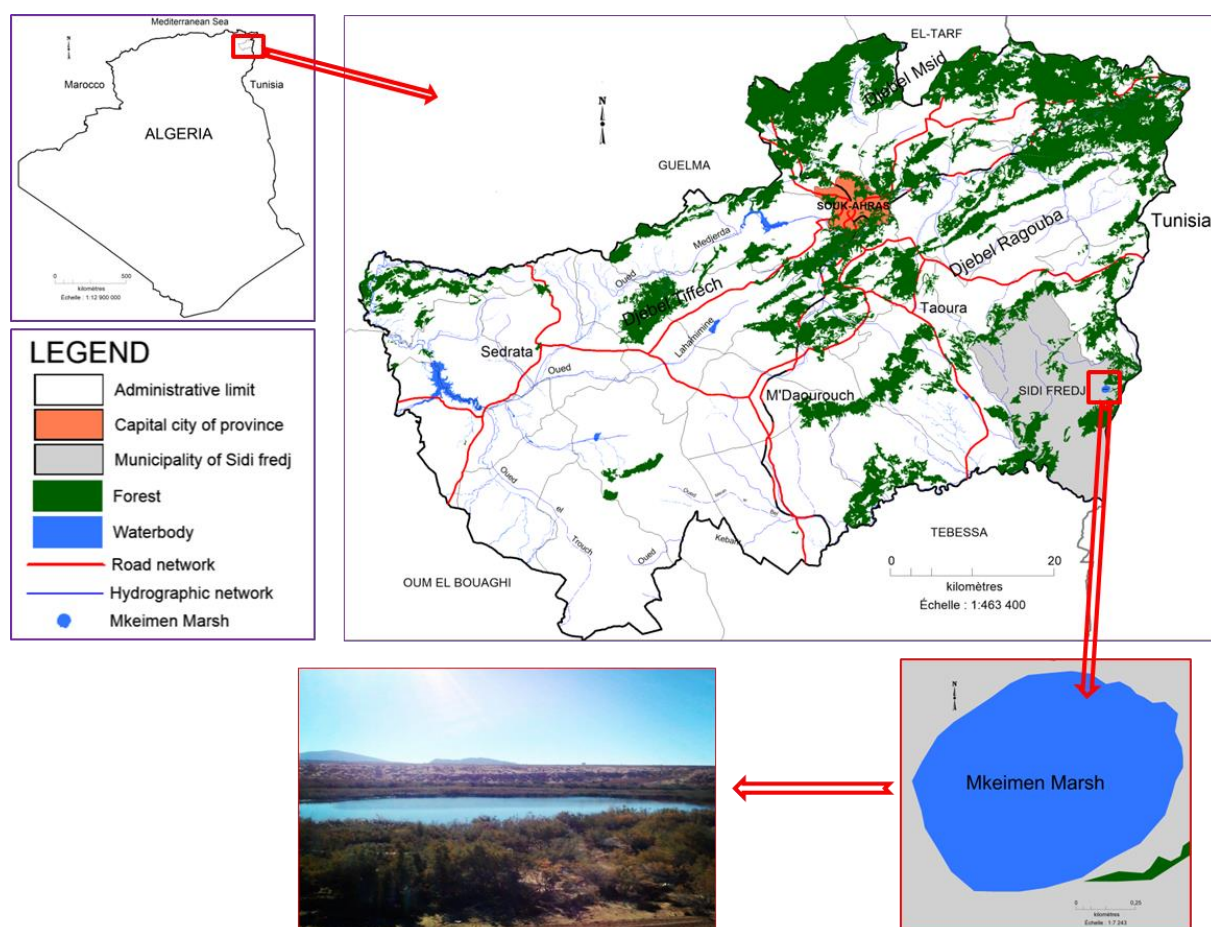 Mediterranean Sea
N
Marocco
Tunisia
ALGERIA
0 500
kilomètres
Échelle : 1:12 900 000
LEGEND
Administrative limit
Capital city of province
Municipality of Sidi fredj
Forest
Waterbody
Road network
Hydrographic network
Mkeimen Marsh
EL-TARF
Djebel Msid
N
GUELMA
SOUK-AHRAS
Tunisia
Medjerda
Oued
Djebel Ragouba
Djebel Tiffech
Taoura
Lahamimine
Sedrata
Oued
SIDI FREDJ
M'Daourouch
Oued
el
Trouch
Oued
Kebarit
Oued
TEBESSA
OUM EL BOUAGHI
0 20
kilomètres
Échelle : 1:463 400
N
Mkeimen Marsh
0 0.25
kilomètres
Échelle : 1:7 243